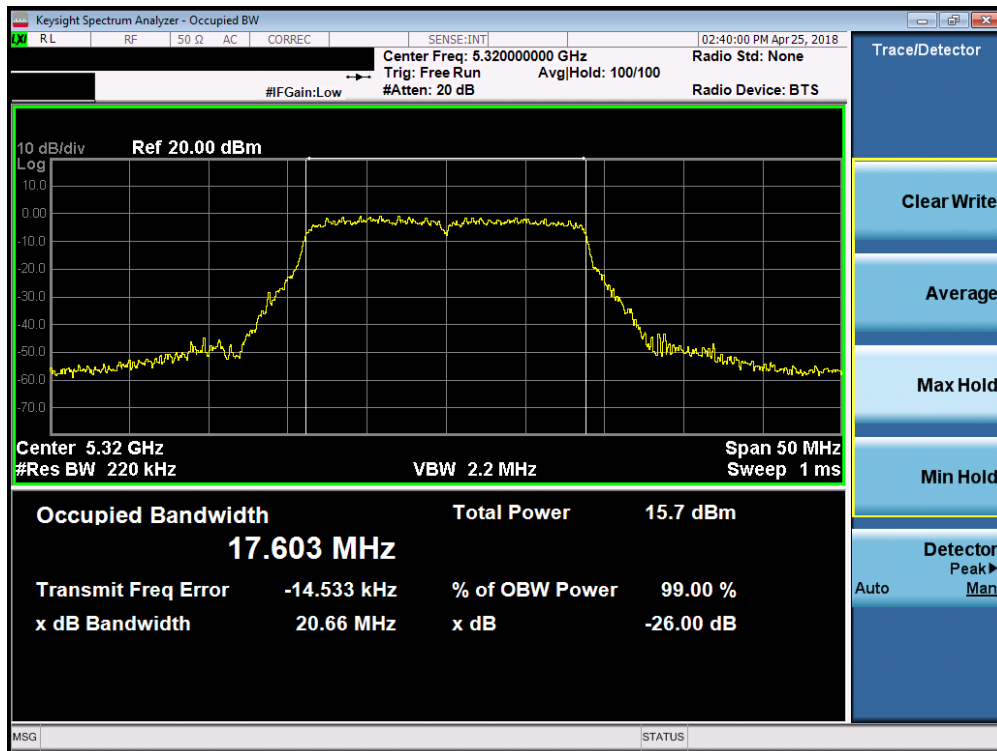 Keysight Spectrum Analyzer - Occupied BW
LXI RL RF 50 Ω AC CORREC SENSE:INT 02:40:00 PM Apr 25, 2018
Center Freq: 5.320000000 GHz Radio Std: None
Trig: Free Run Avg|Hold: 100/100
#IFGain:Low #Atten: 20 dB Radio Device: BTS
Trace/Detector
10 dB/div Ref 20.00 dBm
Log
10.0
0.00
-10.0
-20.0
-30.0
-40.0
-50.0
-60.0
-70.0
Center 5.32 GHz Span 50 MHz
#Res BW 220 kHz VBW 2.2 MHz Sweep 1 ms
Occupied Bandwidth Total Power 15.7 dBm
17.603 MHz
Transmit Freq Error -14.533 kHz % of OBW Power 99.00 %
x dB Bandwidth 20.66 MHz x dB -26.00 dB
Clear Write
Average
Max Hold
Min Hold
Detector
Peak▶
Auto Man
MSG STATUS